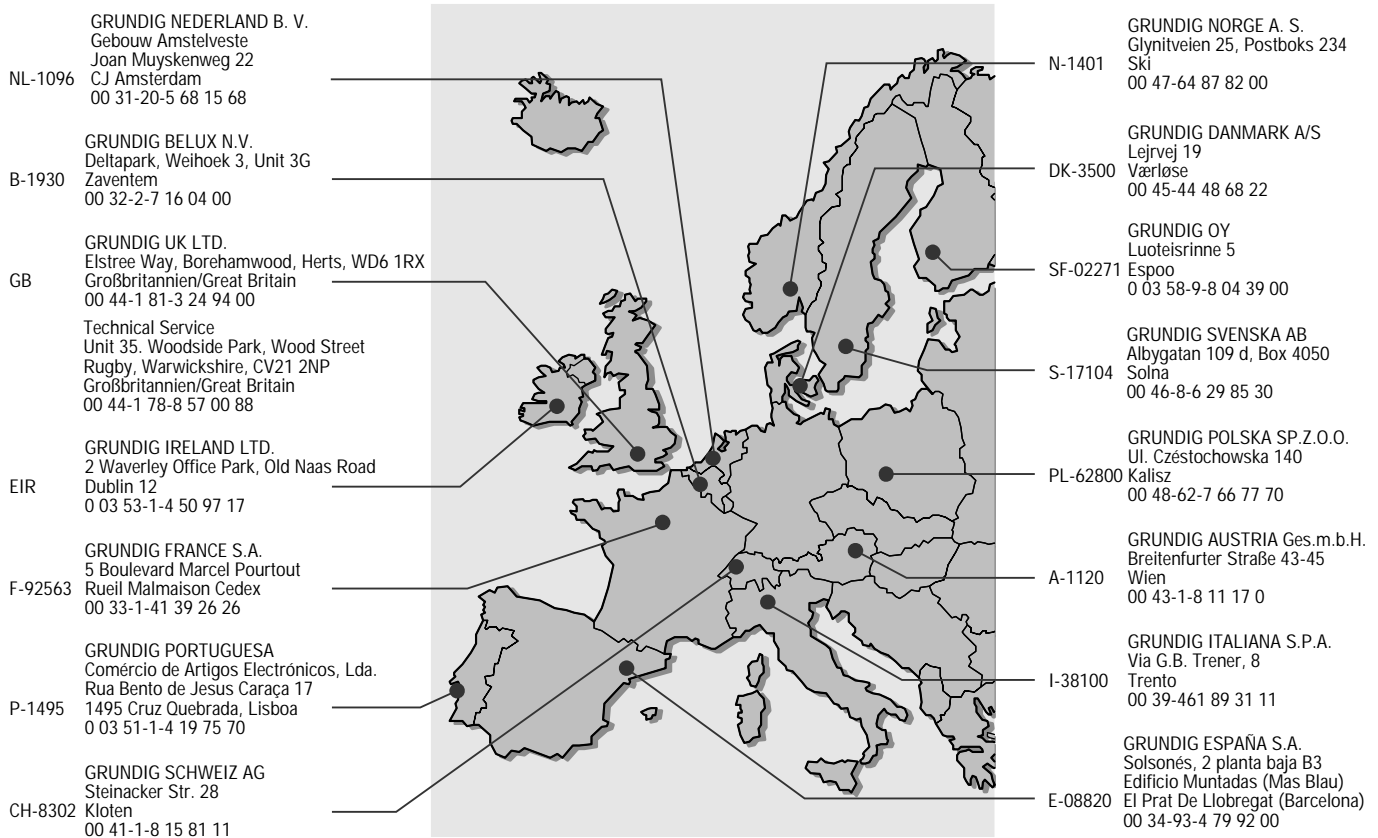 GRUNDIG NEDERLAND B. V.
Gebouw Amstelveste
Joan Muyskenweg 22
NL-1096 CJ Amsterdam
00 31-20-5 68 15 68
GRUNDIG BELUX N.V.
Deltapark, Weihoek 3, Unit 3G
B-1930 Zaventem
00 32-2-7 16 04 00
GRUNDIG UK LTD.
Elstree Way, Borehamwood, Herts, WD6 1RX
GB Großbritannien/Great Britain
00 44-1 81-3 24 94 00
Technical Service
Unit 35. Woodside Park, Wood Street
Rugby, Warwickshire, CV21 2NP
Großbritannien/Great Britain
00 44-1 78-8 57 00 88
GRUNDIG IRELAND LTD.
2 Waverley Office Park, Old Naas Road
EIR Dublin 12
0 03 53-1-4 50 97 17
GRUNDIG FRANCE S.A.
5 Boulevard Marcel Pourtout
F-92563 Rueil Malmaison Cedex
00 33-1-41 39 26 26
GRUNDIG PORTUGUESA
Comércio de Artigos Electrónicos, Lda.
Rua Bento de Jesus Caraça 17
P-1495 1495 Cruz Quebrada, Lisboa
0 03 51-1-4 19 75 70
GRUNDIG SCHWEIZ AG
Steinacker Str. 28
CH-8302 Kloten
00 41-1-8 15 81 11
GRUNDIG NORGE A. S.
Glynitveien 25, Postboks 234
N-1401 Ski
00 47-64 87 82 00
GRUNDIG DANMARK A/S
Lejrvej 19
DK-3500 Værløse
00 45-44 48 68 22
GRUNDIG OY
Luoteisrinne 5
SF-02271 Espoo
0 03 58-9-8 04 39 00
GRUNDIG SVENSKA AB
Albygatan 109 d, Box 4050
S-17104 Solna
00 46-8-6 29 85 30
GRUNDIG POLSKA SP.Z.O.O.
Ul. Czéstochowska 140
PL-62800 Kalisz
00 48-62-7 66 77 70
GRUNDIG AUSTRIA Ges.m.b.H.
Breitenfurter Straße 43-45
A-1120 Wien
00 43-1-8 11 17 0
GRUNDIG ITALIANA S.P.A.
Via G.B. Trener, 8
I-38100 Trento
00 39-461 89 31 11
GRUNDIG ESPAÑA S.A.
Solsonés, 2 planta baja B3
Edificio Muntadas (Mas Blau)
E-08820 El Prat De Llobregat (Barcelona)
00 34-93-4 79 92 00